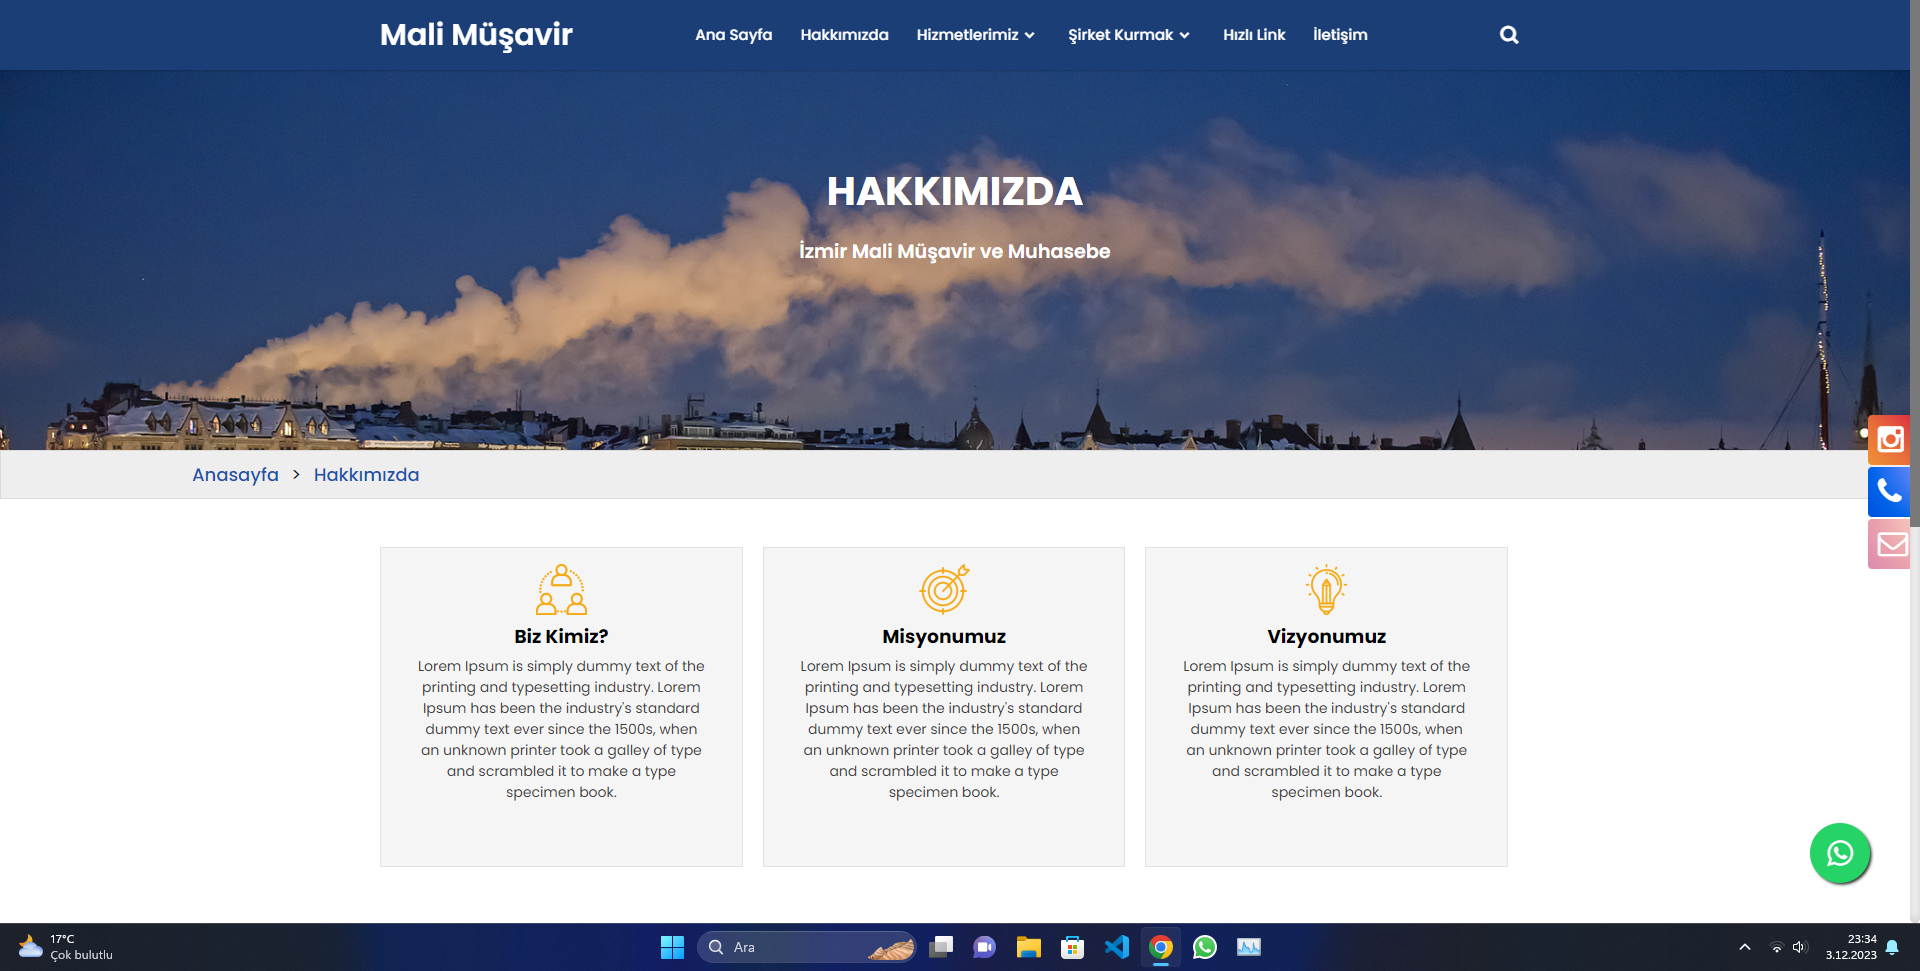 Mali Müşavir
Ana Sayfa Hakkımızda Hizmetlerimiz Şirket Kurmak Hızlı Link İletişim
HAKKIMIZDA
İzmir Mali Müşavir ve Muhasebe
Anasayfa > Hakkımızda
Biz Kimiz?
Lorem Ipsum is simply dummy text of the
printing and typesetting industry. Lorem
Ipsum has been the industry's standard
dummy text ever since the 1500s, when
an unknown printer took a galley of type
and scrambled it to make a type
specimen book.
Misyonumuz
Lorem Ipsum is simply dummy text of the
printing and typesetting industry. Lorem
Ipsum has been the industry's standard
dummy text ever since the 1500s, when
an unknown printer took a galley of type
and scrambled it to make a type
specimen book.
Vizyonumuz
Lorem Ipsum is simply dummy text of the
printing and typesetting industry. Lorem
Ipsum has been the industry's standard
dummy text ever since the 1500s, when
an unknown printer took a galley of type
and scrambled it to make a type
specimen book.
17°C
Çok bulutlu
Ara
23:34
3.12.2023